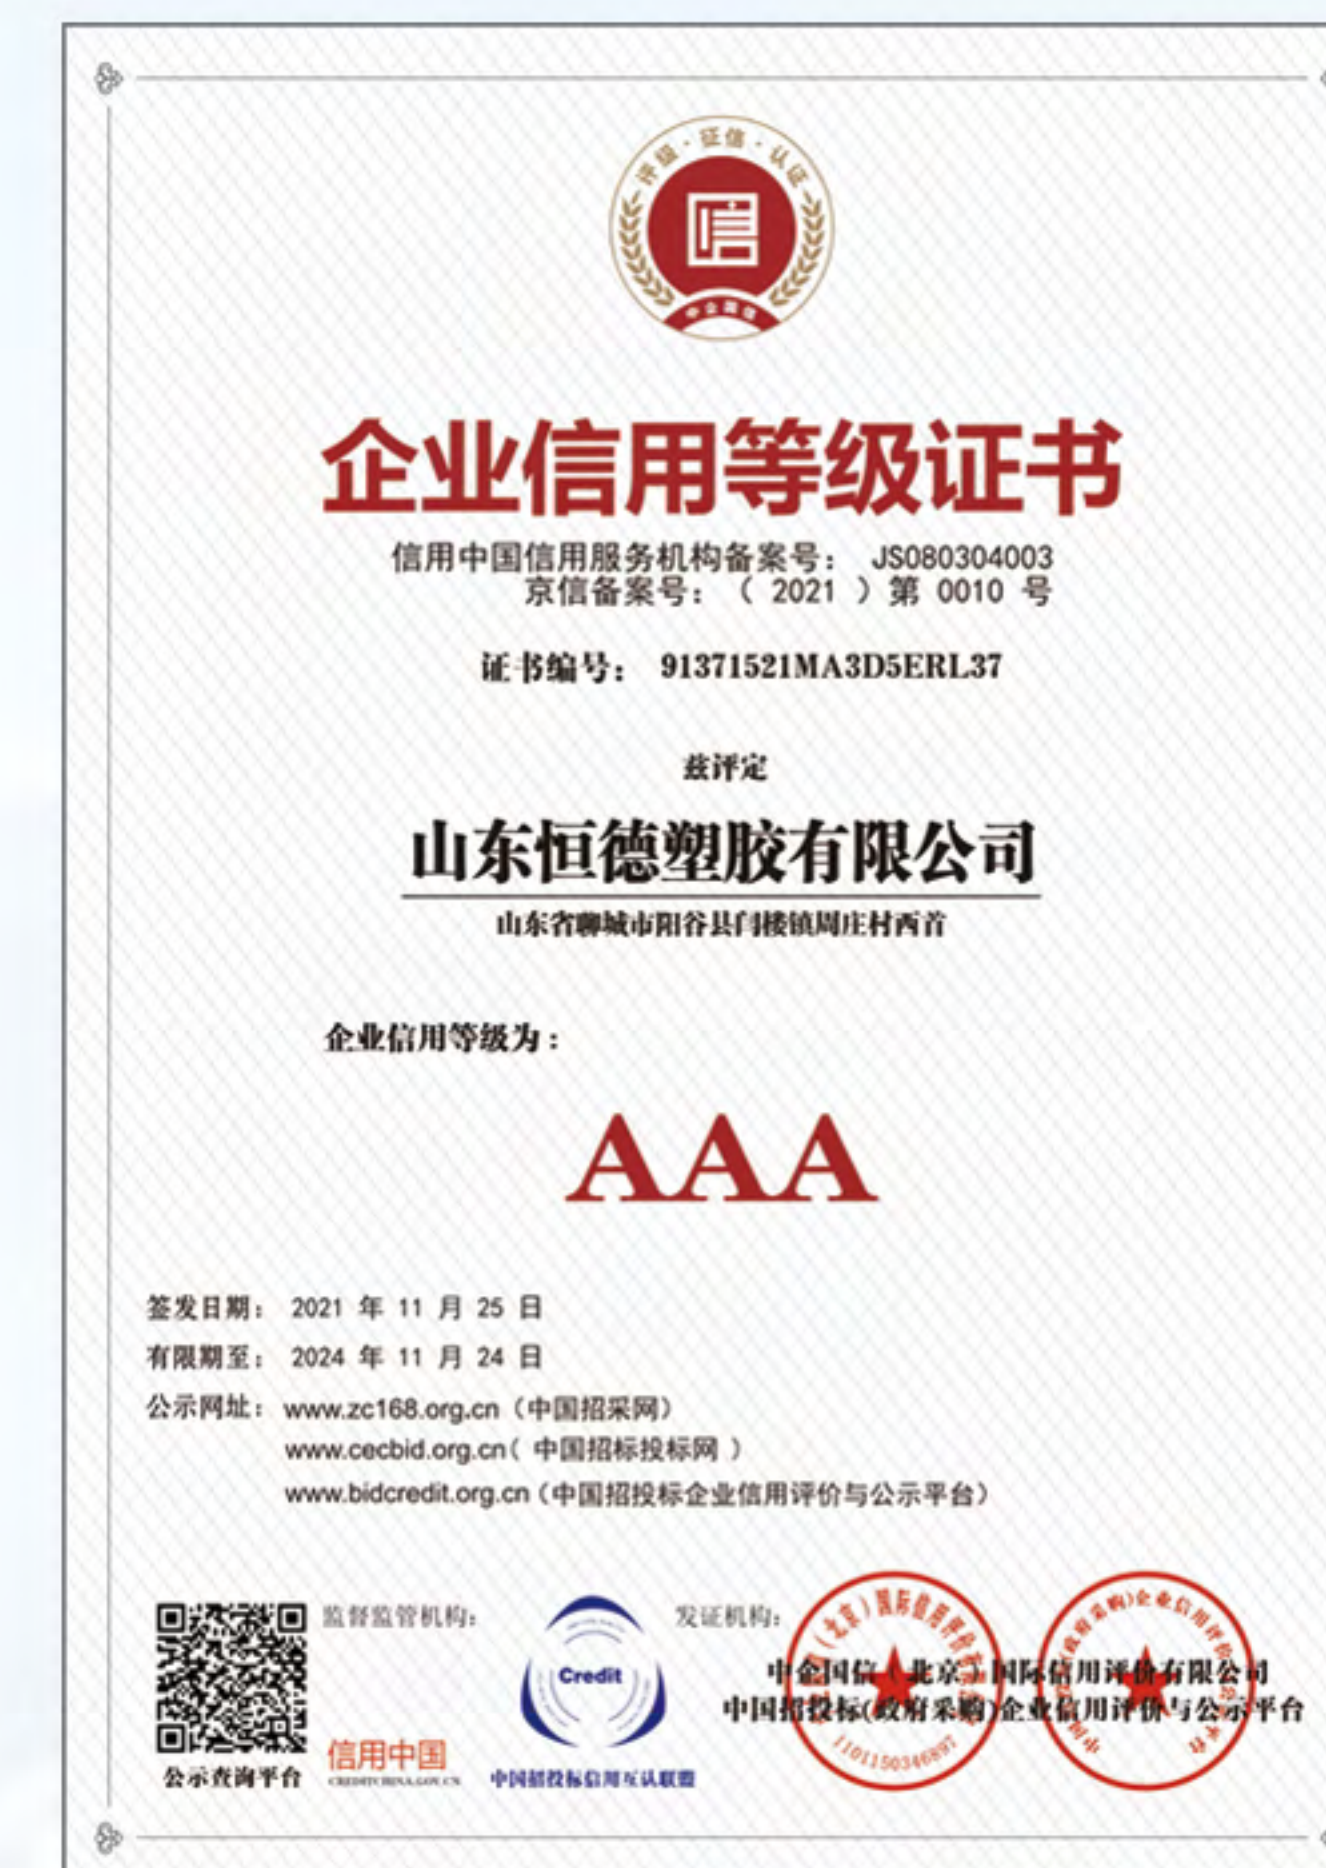 评级·征信·认证
中企国信
企业信用等级证书
信用中国信用服务机构备案号: JS080304003
京信备案号:( 2021 )第 0010 号
证书编号: 91371521MA3D5ERL37
兹评定
山东恒德塑胶有限公司
山东省聊城市阳谷县闫楼镇周庄村西首
企业信用等级为:
AAA
签发日期: 2021 年 11 月 25 日
有限期至: 2024 年 11 月 24 日
公示网址: www.zc168.org.cn(中国招采网)
www.cecbid.org.cn( 中国招标投标网 )
www.bidcredit.org.cn(中国招投标企业信用评价与公示平台)
监督监管机构:
发证机构:
Credit
中企国信(北京)国际信用评价有限公司
中国招投标(政府采购)企业信用评价与公示平台
1101150346897
信用中国
CREDITCHINA.GOV.CN
公示查询平台
中国招投标信用互认联盟